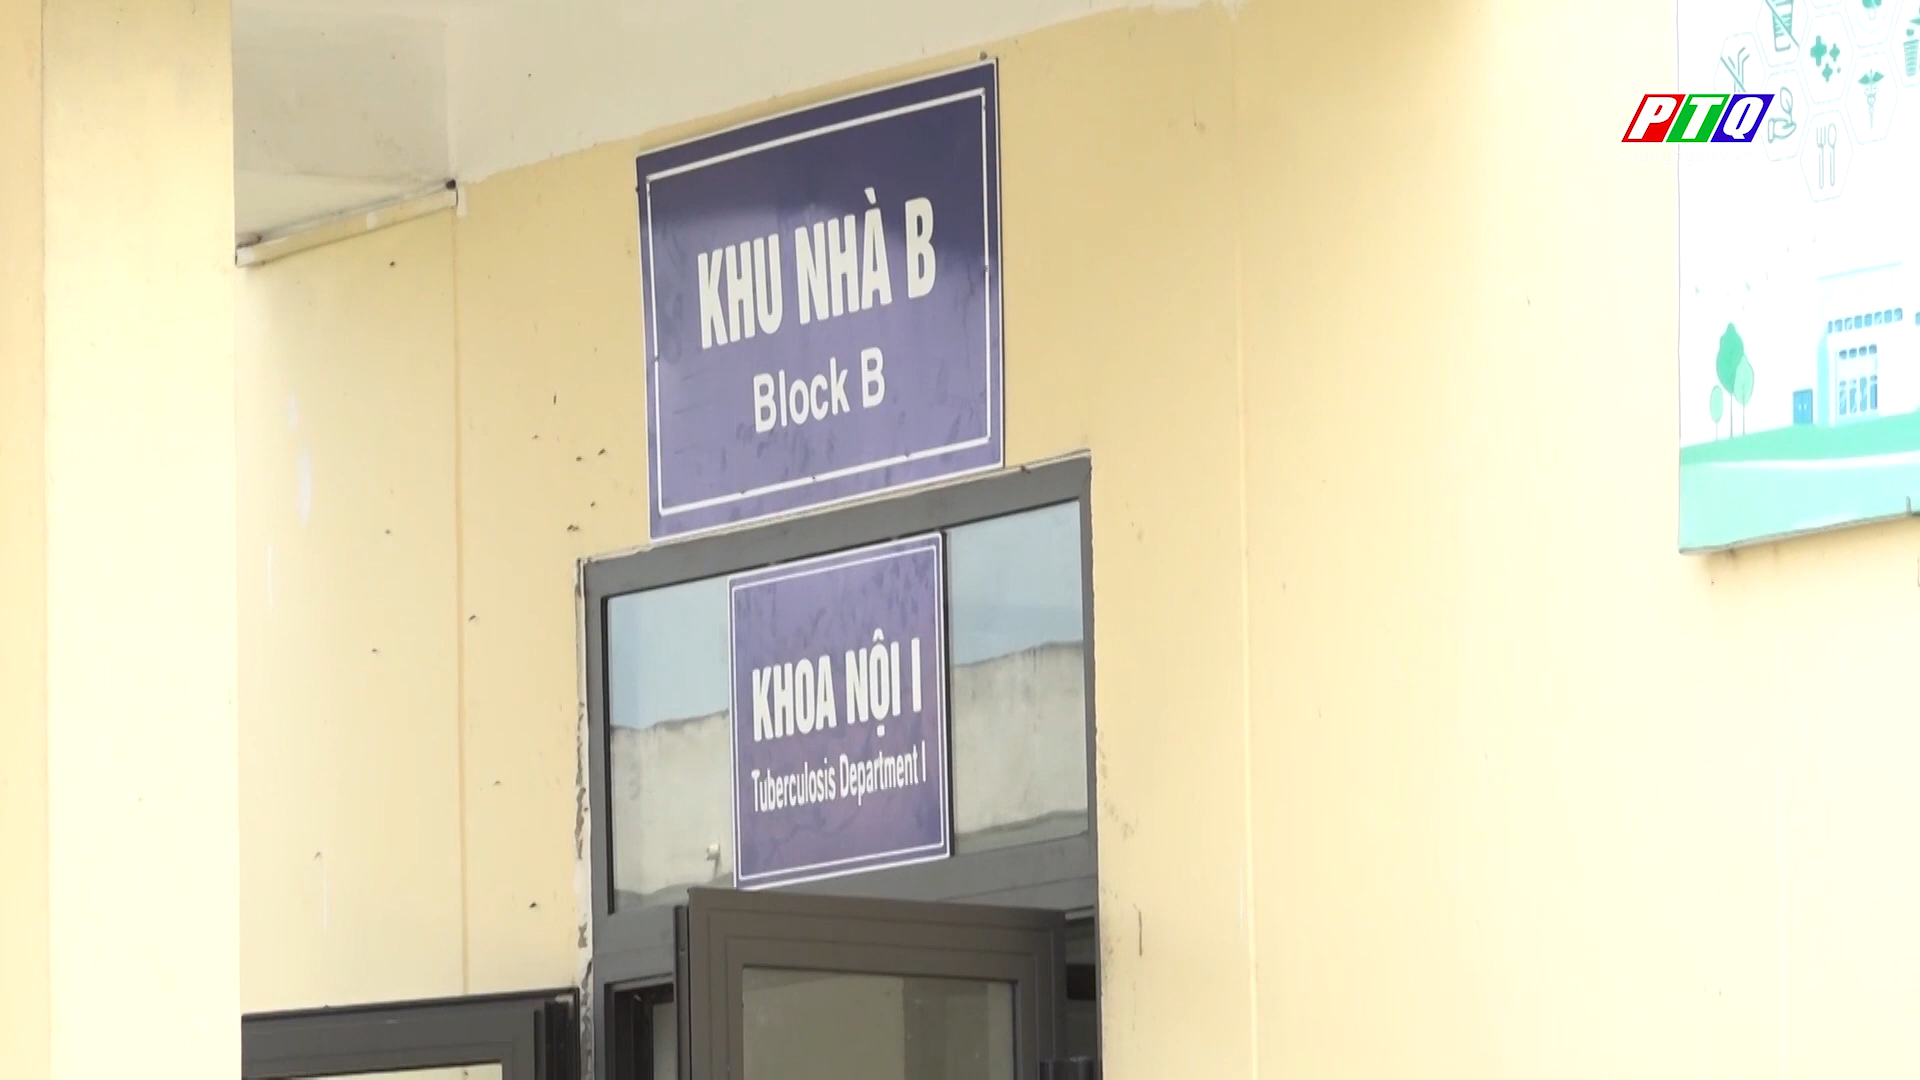 PTQ
KHU NHÀ B
Block B
KHOA NỘI I
Tuberculosis Department I